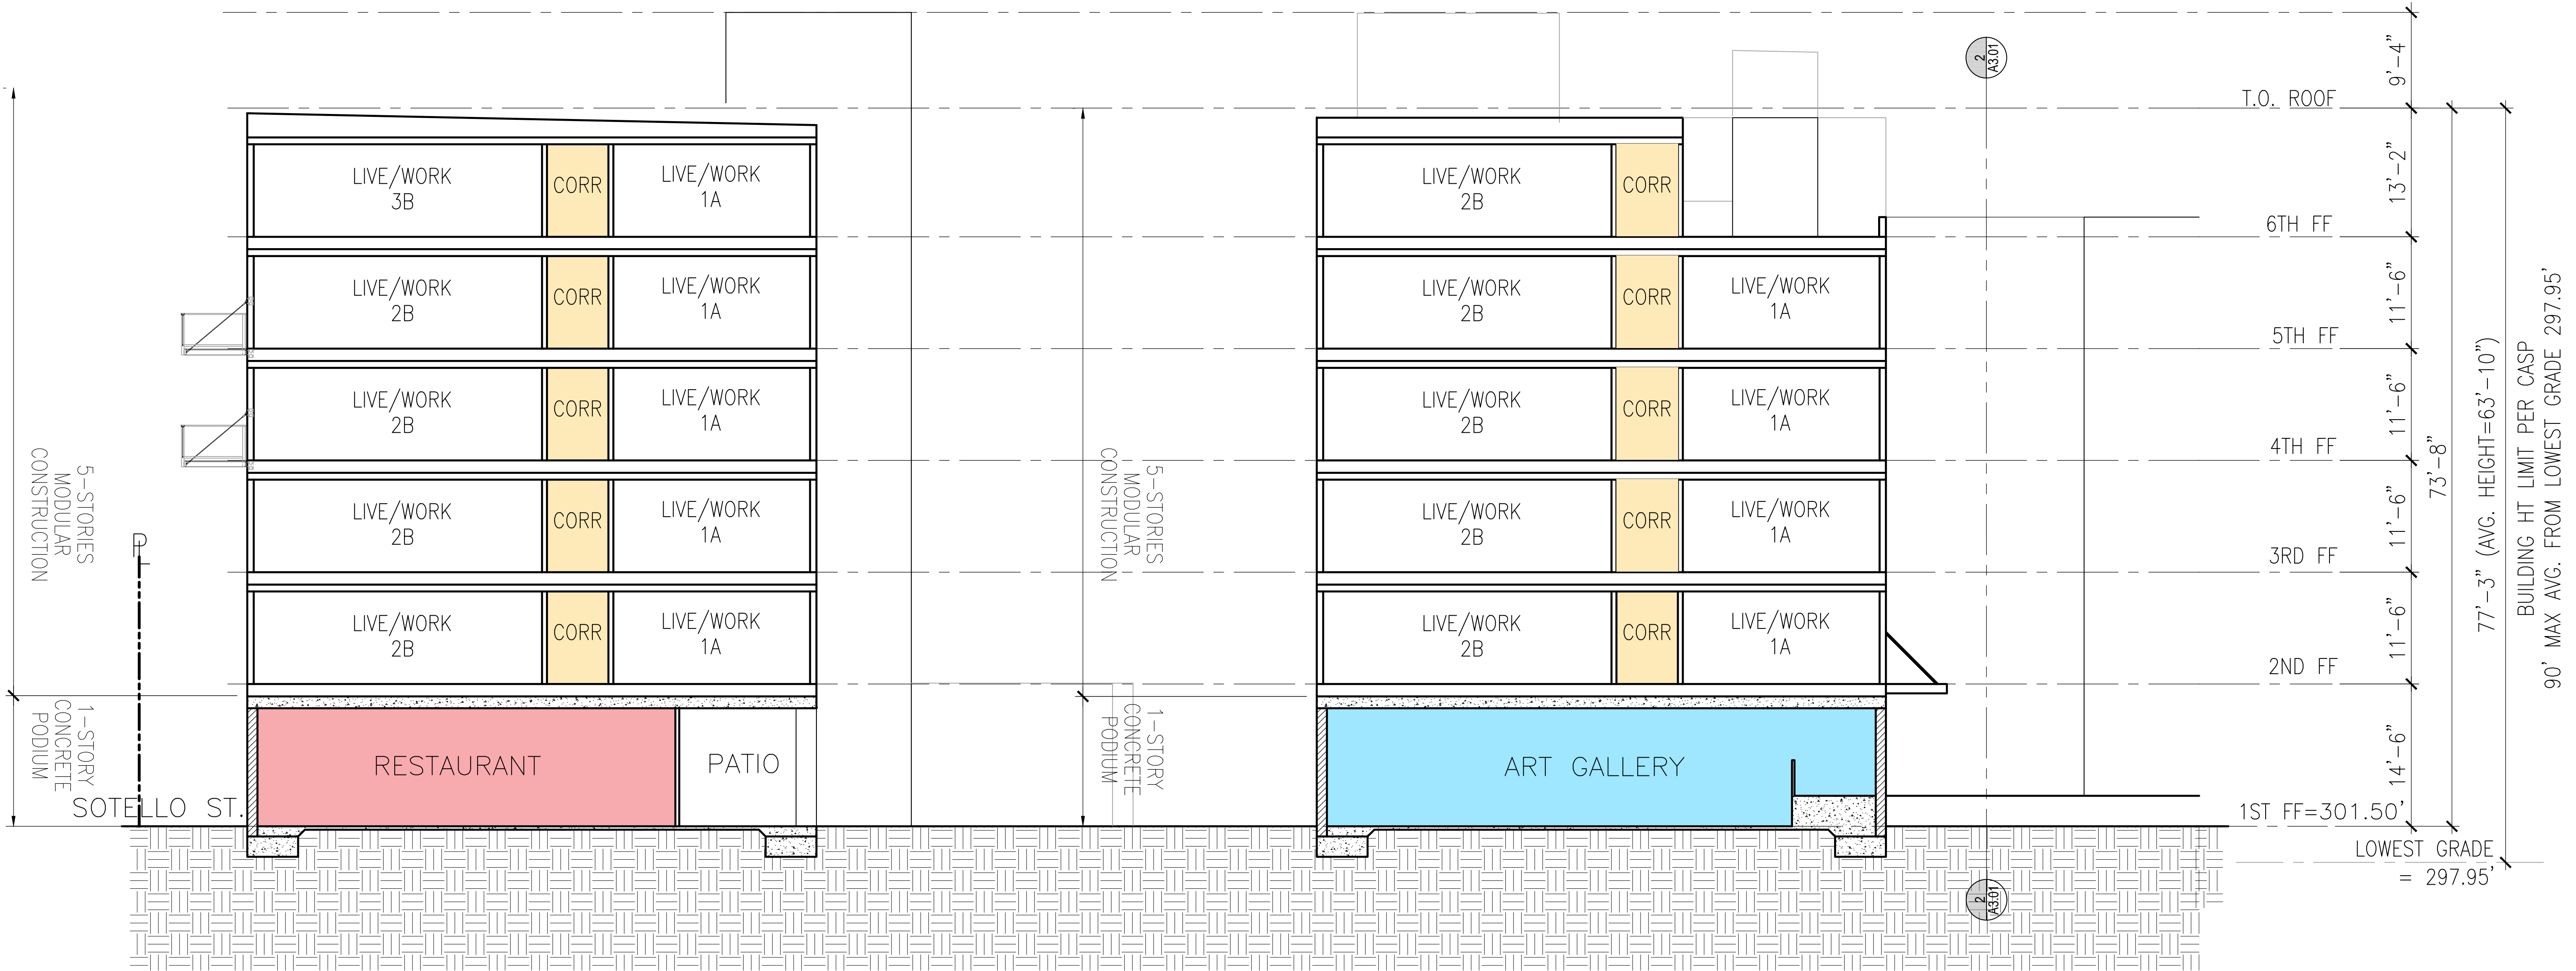 2
A3.01
9'-4"
T.O. ROOF
13'-2"
LIVE/WORK
3B
CORR
LIVE/WORK
1A
LIVE/WORK
2B
CORR
6TH FF
11'-6"
LIVE/WORK
2B
CORR
LIVE/WORK
1A
LIVE/WORK
2B
CORR
LIVE/WORK
1A
5TH FF
11'-6"
LIVE/WORK
2B
CORR
LIVE/WORK
1A
LIVE/WORK
2B
CORR
LIVE/WORK
1A
4TH FF
11'-6"
LIVE/WORK
2B
CORR
LIVE/WORK
1A
LIVE/WORK
2B
CORR
LIVE/WORK
1A
3RD FF
11'-6"
LIVE/WORK
2B
CORR
LIVE/WORK
1A
LIVE/WORK
2B
CORR
LIVE/WORK
1A
2ND FF
14'-6"
5-STORIES
MODULAR
CONSTRUCTION
5-STORIES
MODULAR
CONSTRUCTION
73'-8"
77'-3" (AVG. HEIGHT=63'-10")
BUILDING HT LIMIT PER CASP
90' MAX AVG. FROM LOWEST GRADE 297.95'
PL
1-STORY
CONCRETE
PODIUM
RESTAURANT
PATIO
1-STORY
CONCRETE
PODIUM
ART GALLERY
SOTELLO ST.
1ST FF=301.50'
LOWEST GRADE
= 297.95'
2
A3.01